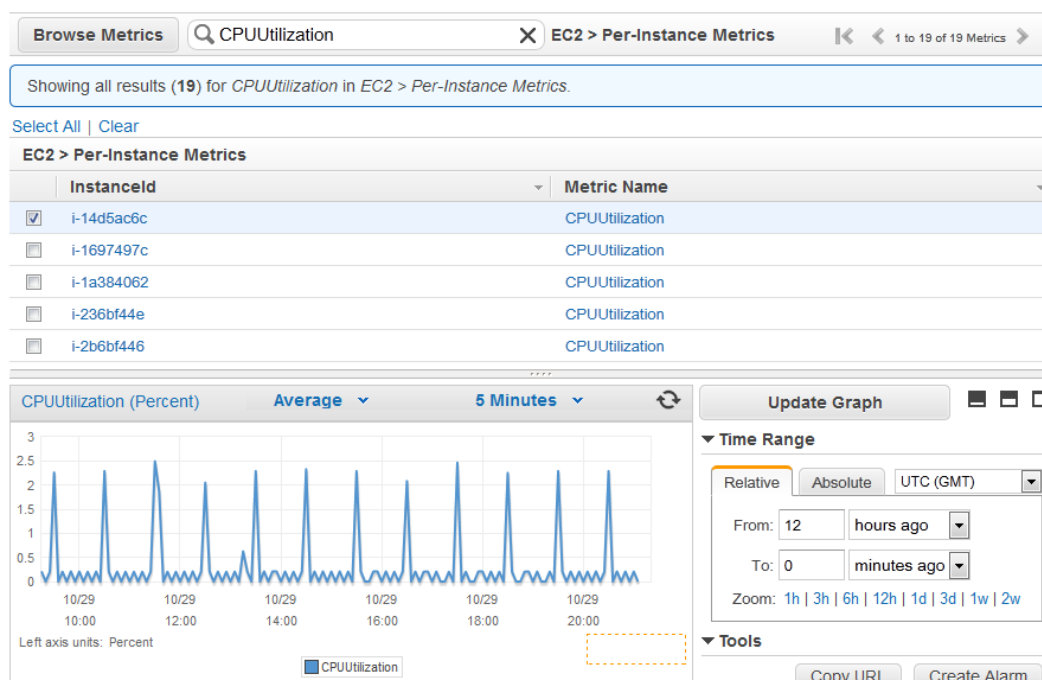 Browse Metrics CPUUtilization EC2 > Per-Instance Metrics 1 to 19 of 19 Metrics
Showing all results (19) for CPUUtilization in EC2 > Per-Instance Metrics.
Select All | Clear
EC2 > Per-Instance Metrics
InstanceId Metric Name
i-14d5ac6c CPUUtilization
i-1697497c CPUUtilization
i-1a384062 CPUUtilization
i-236bf44e CPUUtilization
i-2b6bf446 CPUUtilization
CPUUtilization (Percent) Average 5 Minutes
3
2.5
2
1.5
1
0.5
0
10/29 10/29 10/29 10/29 10/29 10/29
10:00 12:00 14:00 16:00 18:00 20:00
Left axis units: Percent
CPUUtilization
Update Graph
Time Range
Relative Absolute UTC (GMT)
From: 12 hours ago
To: 0 minutes ago
Zoom: 1h | 3h | 6h | 12h | 1d | 3d | 1w | 2w
Tools
Copy URL Create Alarm